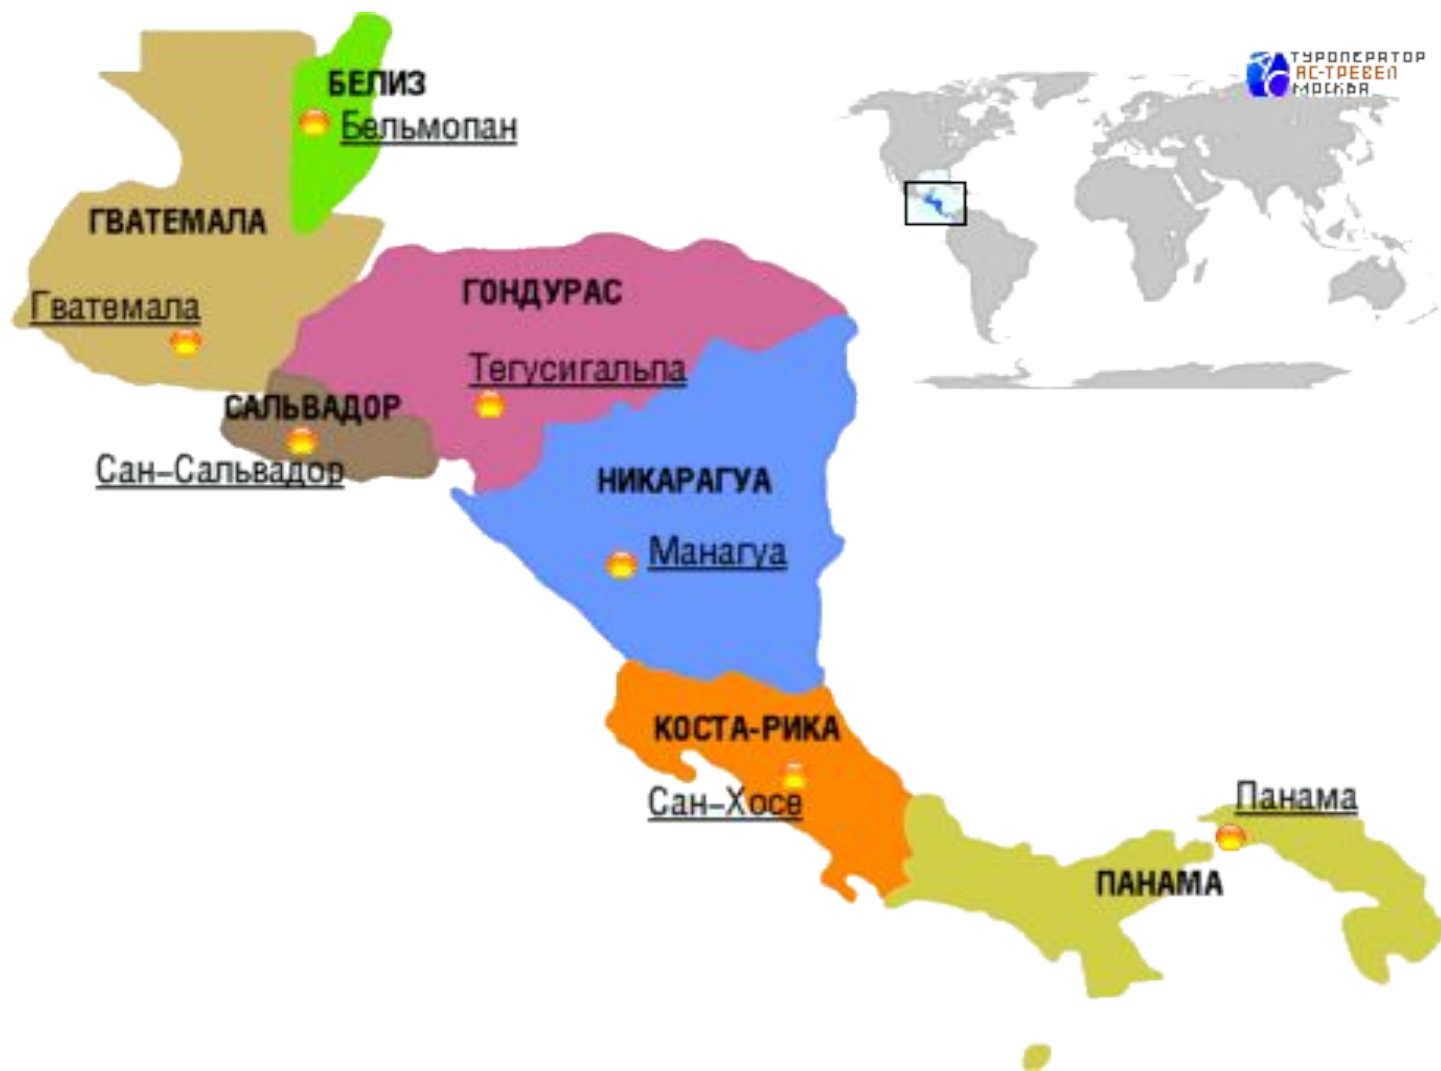 ТУРОПЕРАТОР
АС-ТРЕВЕЛ
МОСКВА
БЕЛИЗ
Бельмопан
ГВАТЕМАЛА
Гватемала
ГОНДУРАС
Тегусигальпа
САЛЬВАДОР
Сан-Сальвадор
НИКАРАГУА
Манагуа
КОСТА-РИКА
Сан-Хосе
Панама
ПАНАМА